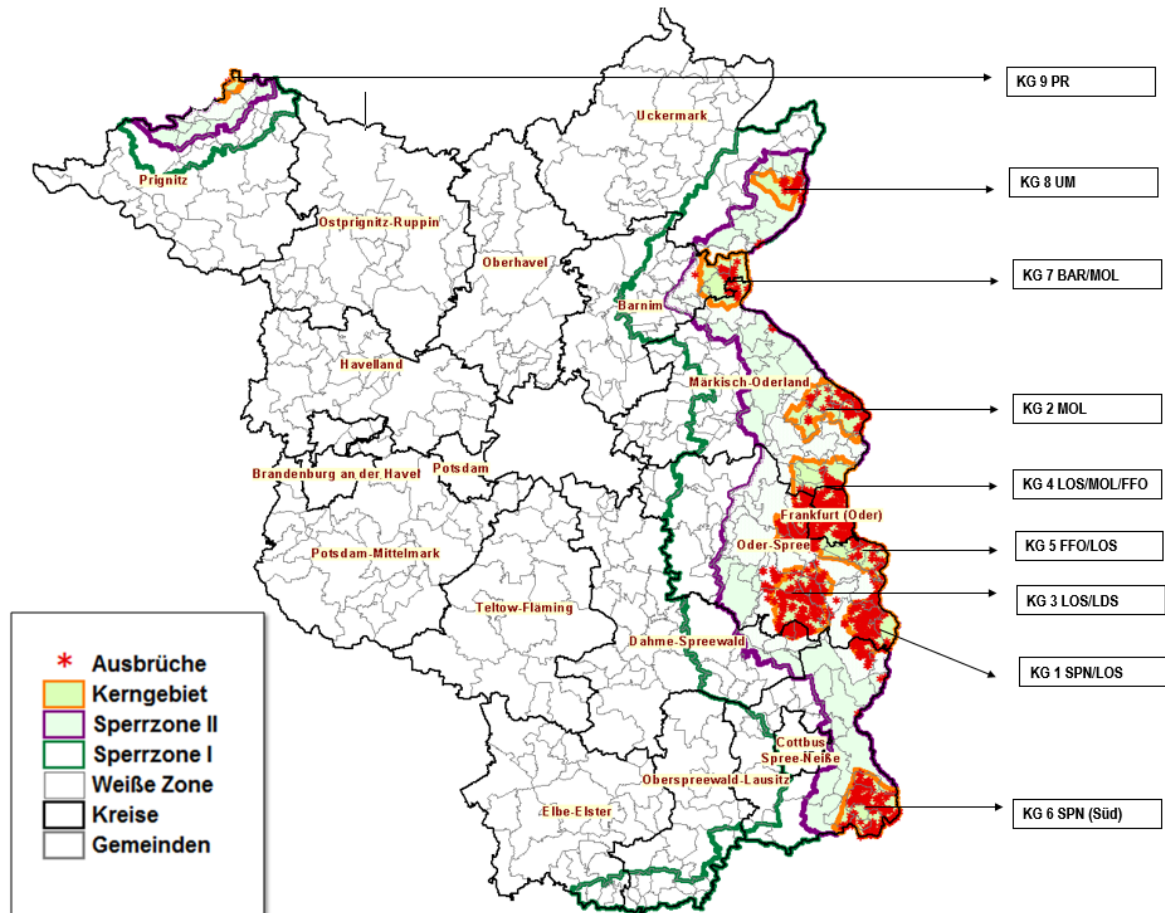 KG 9 PR
Uckermark
Prignitz
KG 8 UM
Ostprignitz-Ruppin
Oberhavel
KG 7 BAR/MOL
Barnim
Havelland
Märkisch-Oderland
KG 2 MOL
Brandenburg an der Havel
Potsdam
KG 4 LOS/MOL/FFO
Frankfurt (Oder)
Potsdam-Mittelmark
Oder-Spree
KG 5 FFO/LOS
Teltow-Fläming
KG 3 LOS/LDS
Dahme-Spreewald
KG 1 SPN/LOS
Cottbus
Spree-Neiße
Oberspreewald-Lausitz
Elbe-Elster
KG 6 SPN (Süd)
Ausbrüche
Kerngebiet
Sperrzone II
Sperrzone I
Weiße Zone
Kreise
Gemeinden